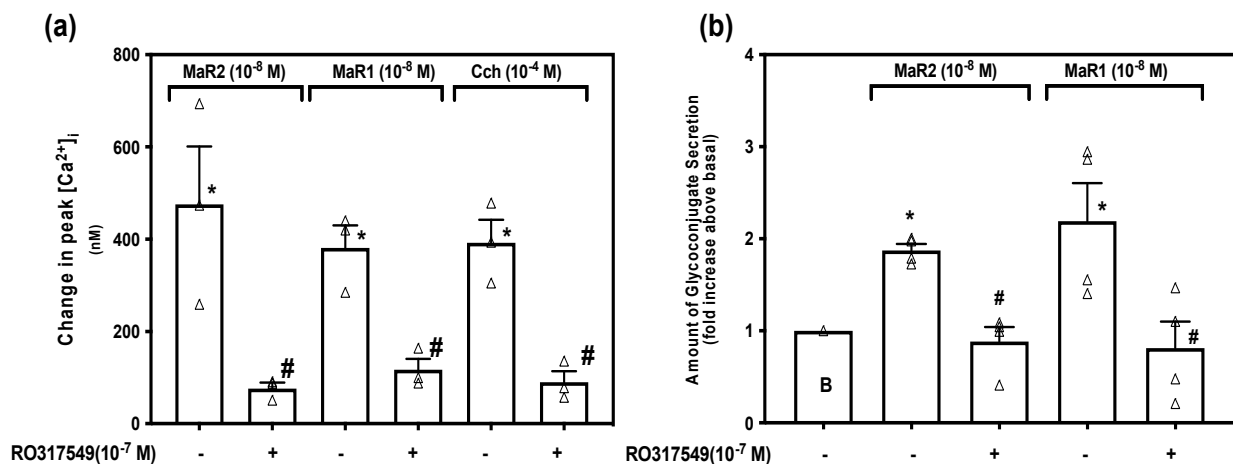 (a)
800
600
400
200
0
Change in peak [Ca²⁺]ᵢ
(nM)
MaR2 (10⁻⁸ M)
MaR1 (10⁻⁸ M)
Cch (10⁻⁴ M)
*
#
*
#
*
#
RO317549(10⁻⁷ M)
-
+
-
+
-
+
(b)
4
3
2
1
0
Amount of Glycoconjugate Secretion
(fold increase above basal)
MaR2 (10⁻⁸ M)
MaR1 (10⁻⁸ M)
B
*
#
*
#
RO317549(10⁻⁷ M)
-
-
+
-
+